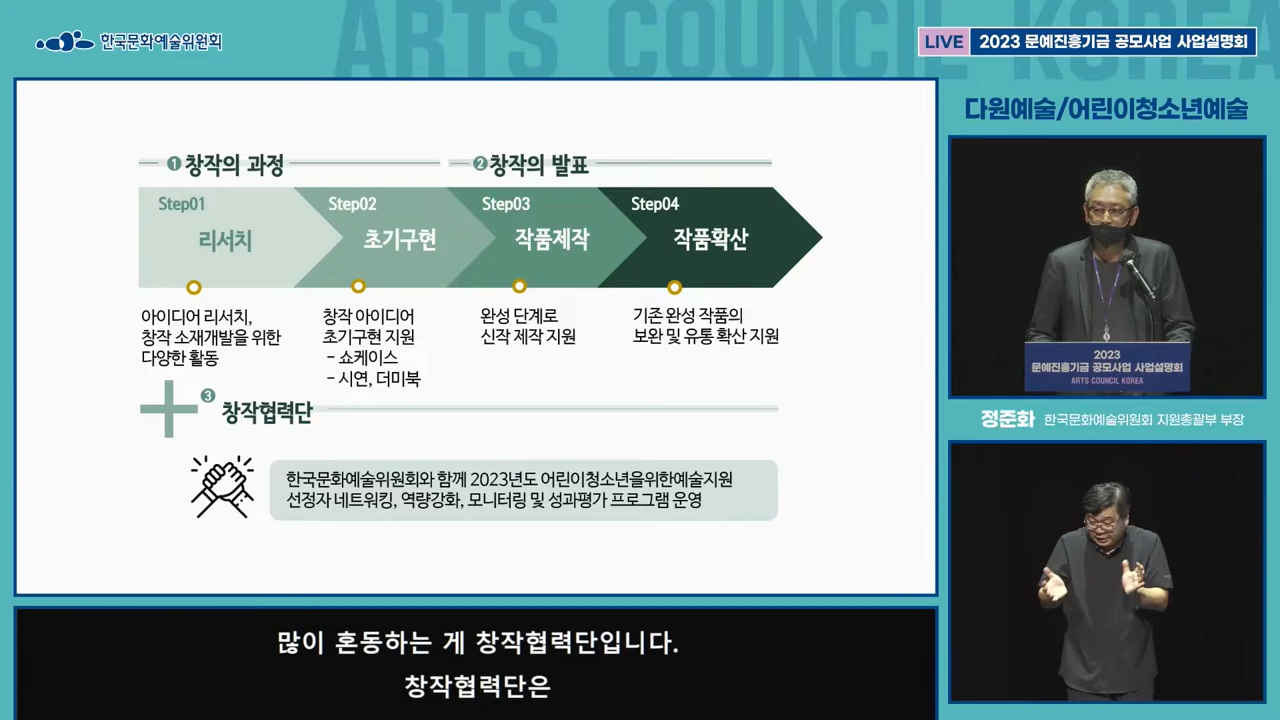 ARTS COUNCIL KOREA
한국문화예술위원회
LIVE 2023 문예진흥기금 공모사업 사업설명회
다원예술/어린이청소년예술
1 창작의 과정
2 창작의 발표
Step01
리서치
Step02
초기구현
Step03
작품제작
Step04
작품확산
아이디어 리서치,
창작 소재개발을 위한
다양한 활동
창작 아이디어
초기구현 지원
- 쇼케이스
- 시연, 더미북
완성 단계로
신작 제작 지원
기존 완성 작품의
보완 및 유통 확산 지원
3 창작협력단
한국문화예술위원회와 함께 2023년도 어린이청소년을위한예술지원
선정자 네트워킹, 역량강화, 모니터링 및 성과평가 프로그램 운영
2023
문예진흥기금 공모사업 사업설명회
ARTS COUNCIL KOREA
정준화 한국문화예술위원회 지원총괄부 부장
많이 혼동하는 게 창작협력단입니다.
창작협력단은